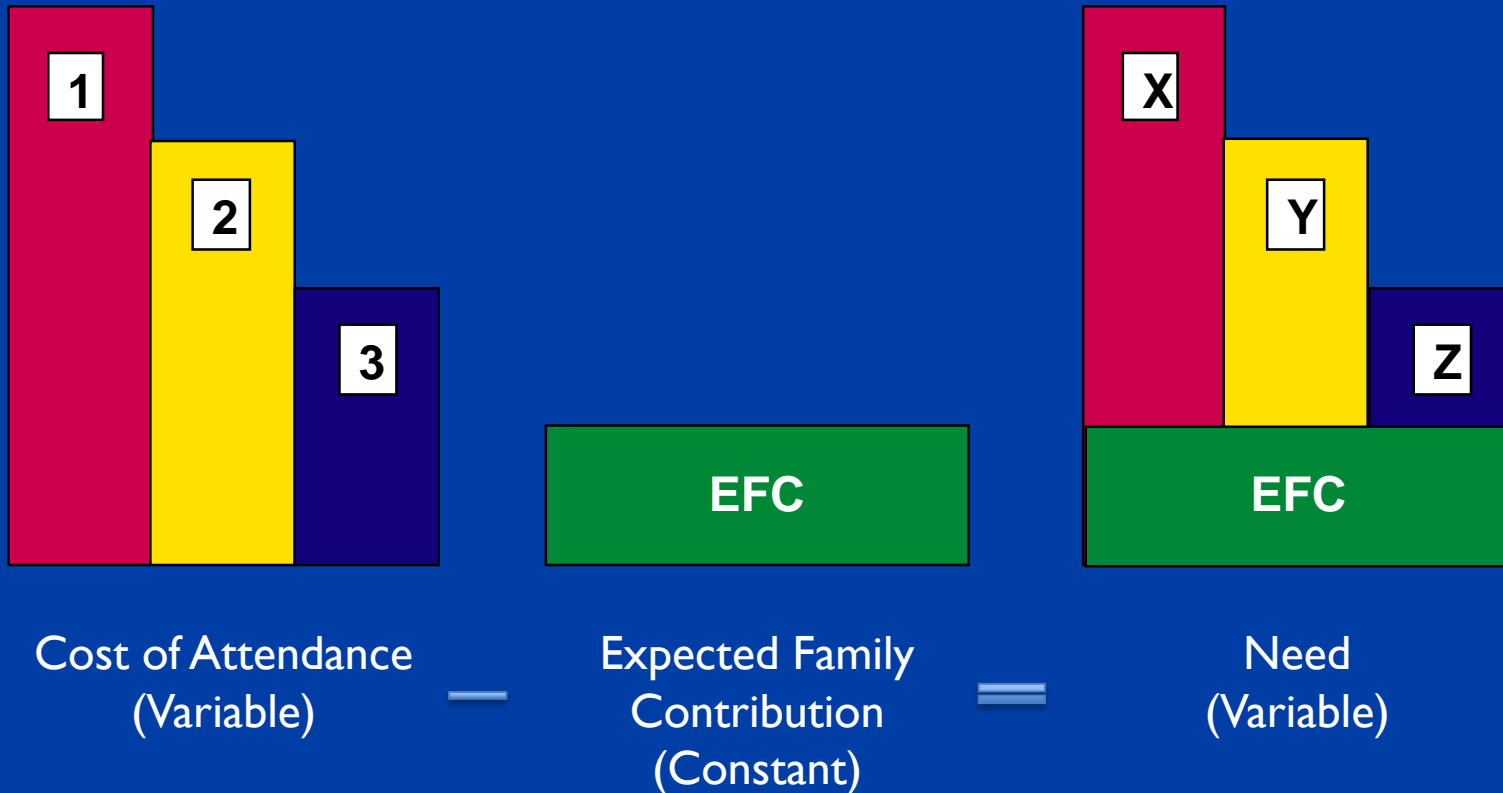 1
2
3
EFC
X
Y
Z
EFC
Cost of Attendance
(Variable)
–
Expected Family
Contribution
(Constant)
=
Need
(Variable)